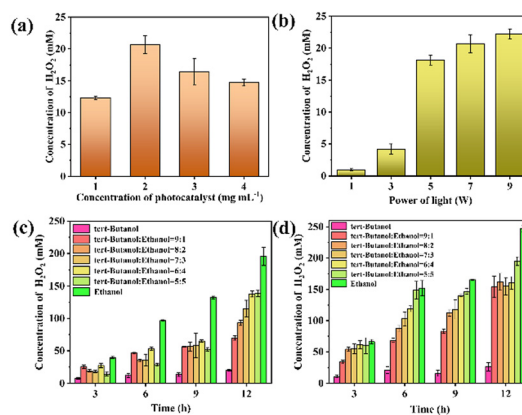 (a)
Concentration of H₂O₂ (mM)
25
20
15
10
5
0
1 2 3 4
Concentration of photocatalyst (mg mL⁻¹)
(b)
Concentration of H₂O₂ (mM)
25
20
15
10
5
0
1 3 5 7 9
Power of light (W)
(c)
Concentration of H₂O₂ (mM)
250
200
150
100
50
0
tert-Butanol
tert-Butanol:Ethanol=9:1
tert-Butanol:Ethanol=8:2
tert-Butanol:Ethanol=7:3
tert-Butanol:Ethanol=6:4
tert-Butanol:Ethanol=5:5
Ethanol
3 6 9 12
Time (h)
(d)
Concentration of H₂O₂ (mM)
250
200
150
100
50
0
tert-Butanol
tert-Butanol:Ethanol=9:1
tert-Butanol:Ethanol=8:2
tert-Butanol:Ethanol=7:3
tert-Butanol:Ethanol=6:4
tert-Butanol:Ethanol=5:5
Ethanol
3 6 9 12
Time (h)